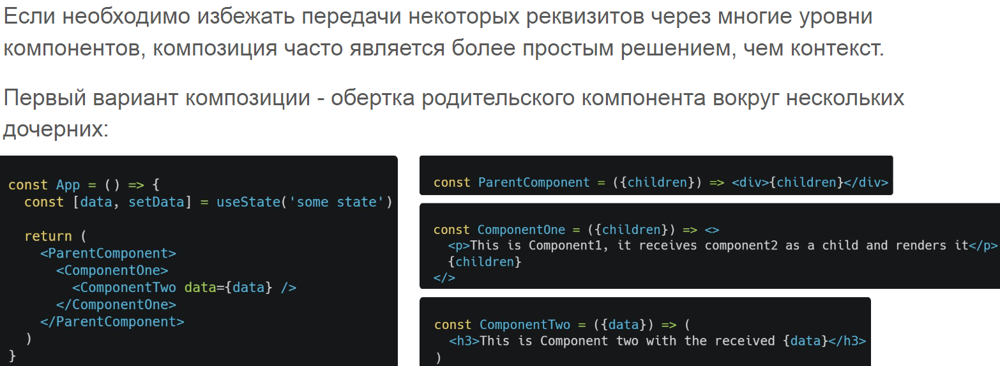 Если необходимо избежать передачи некоторых реквизитов через многие уровни
компонентов, композиция часто является более простым решением, чем контекст.
Первый вариант композиции - обертка родительского компонента вокруг нескольких
дочерних:
const App = () => {
  const [data, setData] = useState('some state')
  return (
    <ParentComponent>
      <ComponentOne>
        <ComponentTwo data={data} />
      </ComponentOne>
    </ParentComponent>
  )
}
const ParentComponent = ({children}) => <div>{children}</div>
const ComponentOne = ({children}) => <>
  <p>This is Component1, it receives component2 as a child and renders it</p>
  {children}
</>
const ComponentTwo = ({data}) => (
  <h3>This is Component two with the received {data}</h3>
)